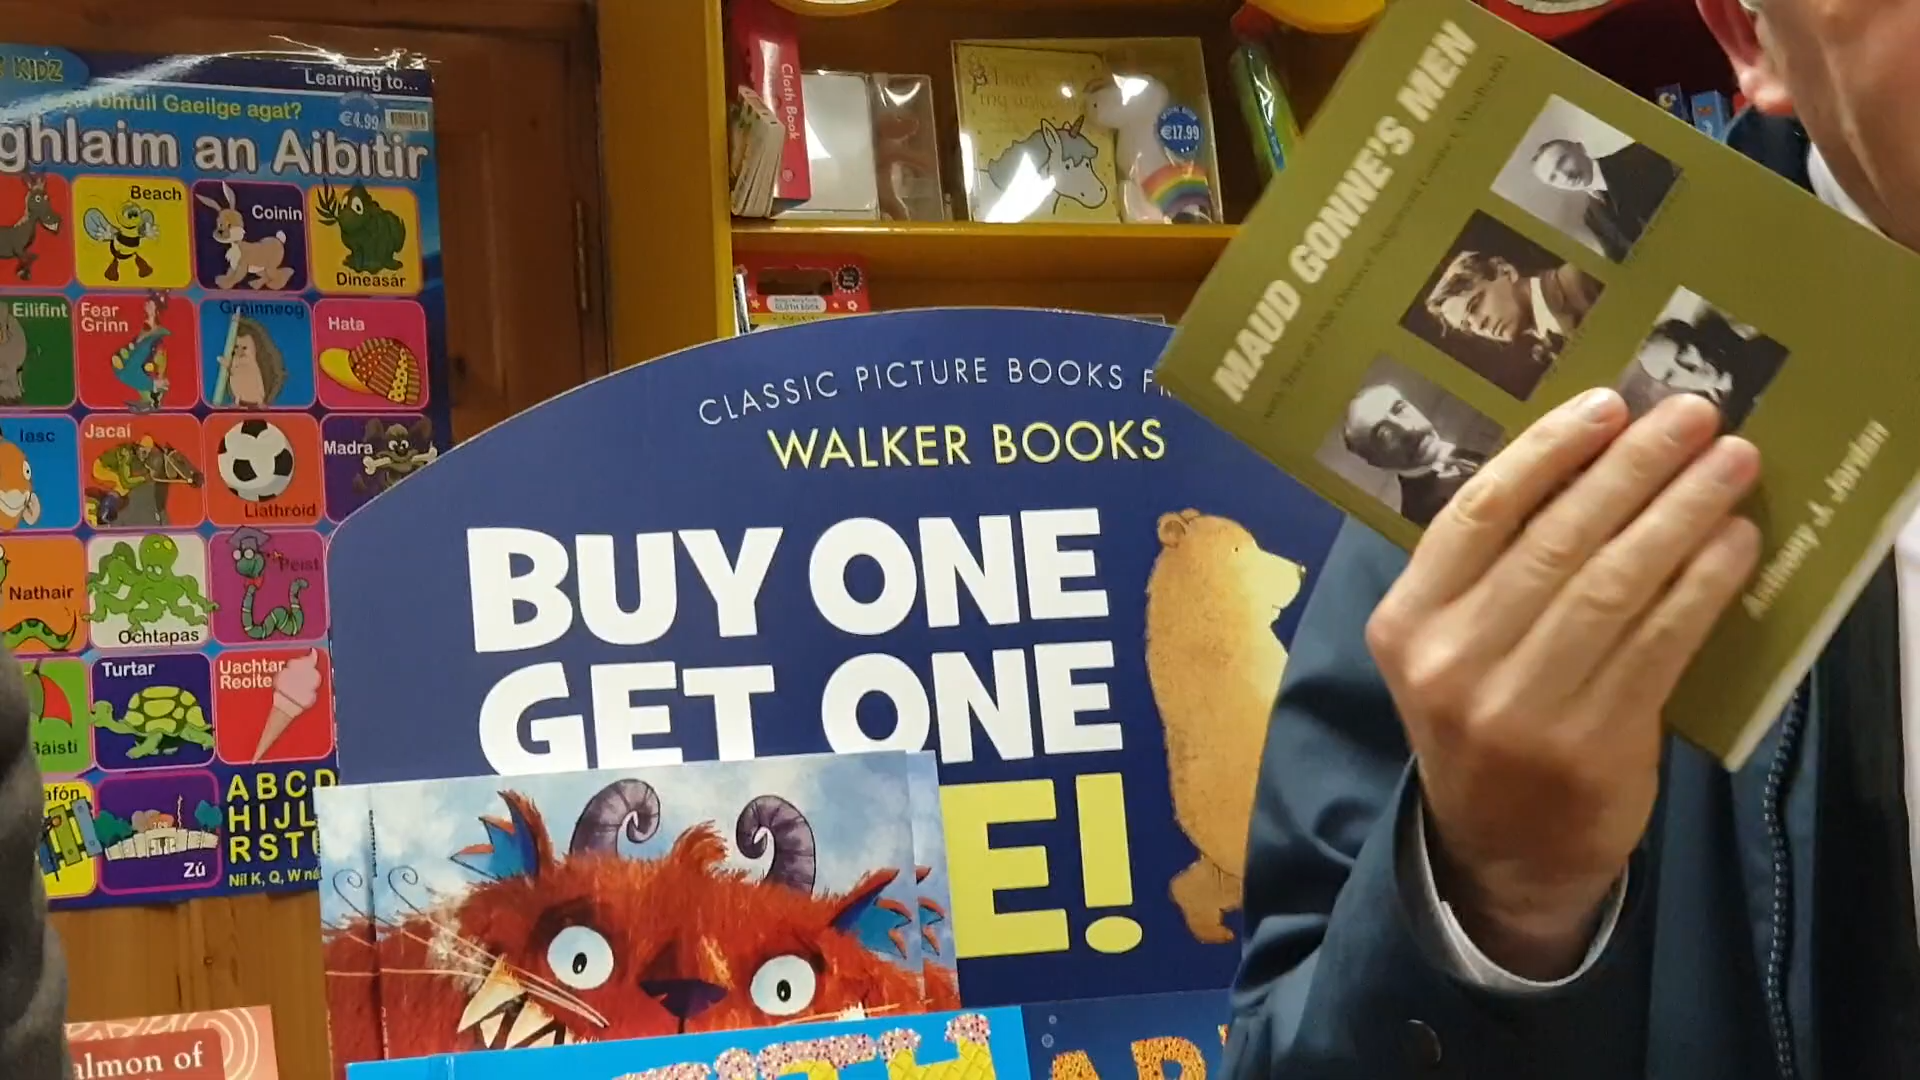 KIDZ
Learning to...
bhfuil Gaeilge agat?
€4.99
ghlaim an Aibítir
Beach
Coinín
Dineasár
Eilifint
Fear
Grinn
Gráinneog
Hata
Iasc
Jacaí
Liathróid
Madra
Nathair
Ochtapas
Peist
Báistí
Turtar
Uachtar
Reoite
afón
Zú
ABCD
HIJL
RST
Níl K, Q, W
Cloth Book
€17.99
CLASSIC PICTURE BOOKS
WALKER BOOKS
BUY ONE
GET ONE
E!
MAUD GONNE'S MEN
Anthony J. Jordan
almon of